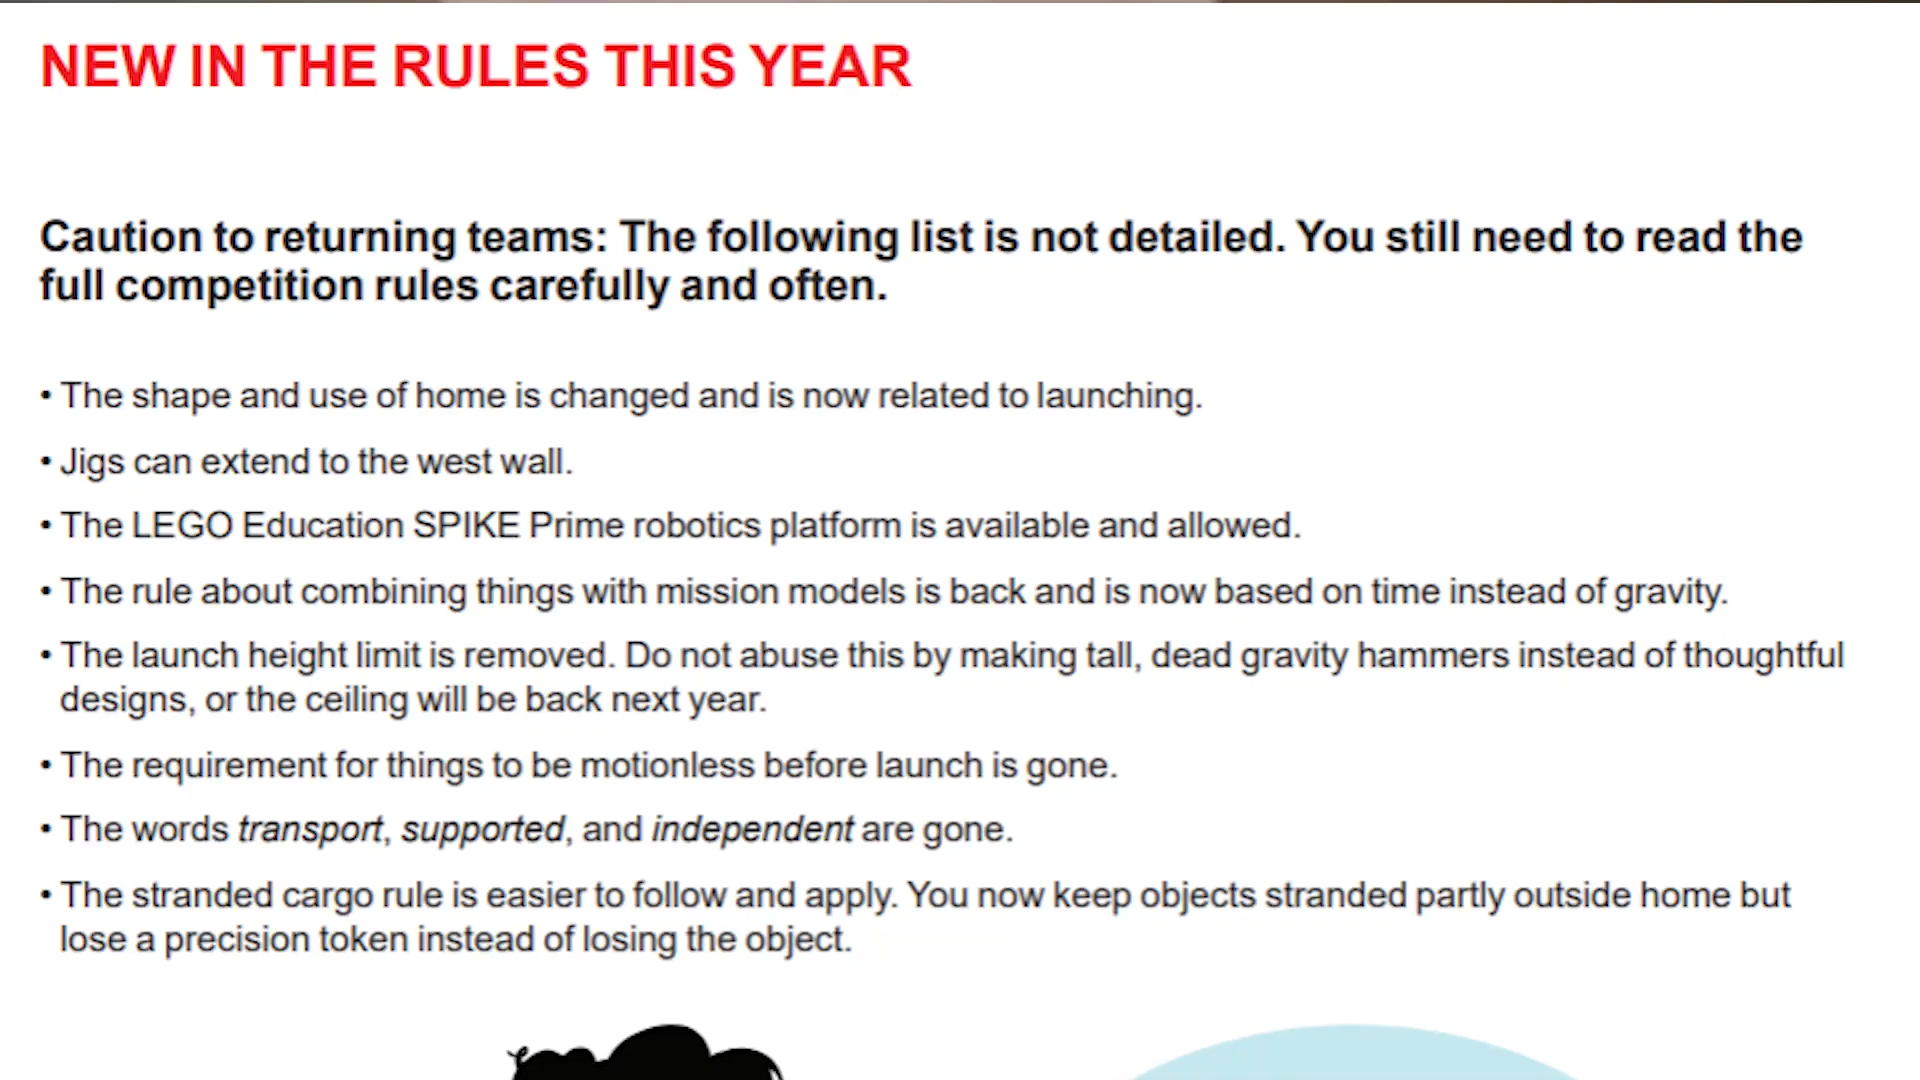 NEW IN THE RULES THIS YEAR
Caution to returning teams: The following list is not detailed. You still need to read the
full competition rules carefully and often.
• The shape and use of home is changed and is now related to launching.
• Jigs can extend to the west wall.
• The LEGO Education SPIKE Prime robotics platform is available and allowed.
• The rule about combining things with mission models is back and is now based on time instead of gravity.
• The launch height limit is removed. Do not abuse this by making tall, dead gravity hammers instead of thoughtful
designs, or the ceiling will be back next year.
• The requirement for things to be motionless before launch is gone.
• The words transport, supported, and independent are gone.
• The stranded cargo rule is easier to follow and apply. You now keep objects stranded partly outside home but
lose a precision token instead of losing the object.